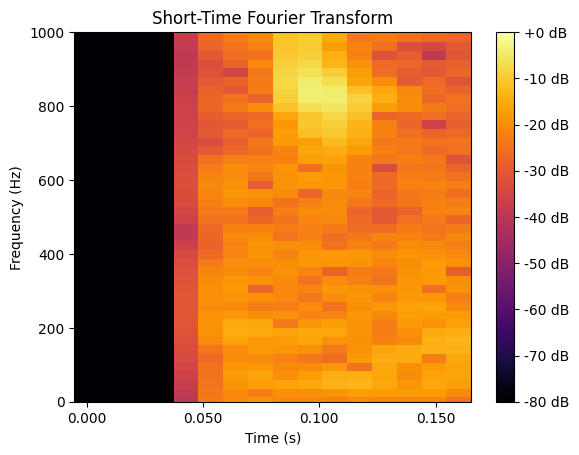 Short-Time Fourier Transform
1000
800
600
400
200
0
Frequency (Hz)
0.000
0.050
0.100
0.150
Time (s)
+0 dB
-10 dB
-20 dB
-30 dB
-40 dB
-50 dB
-60 dB
-70 dB
-80 dB